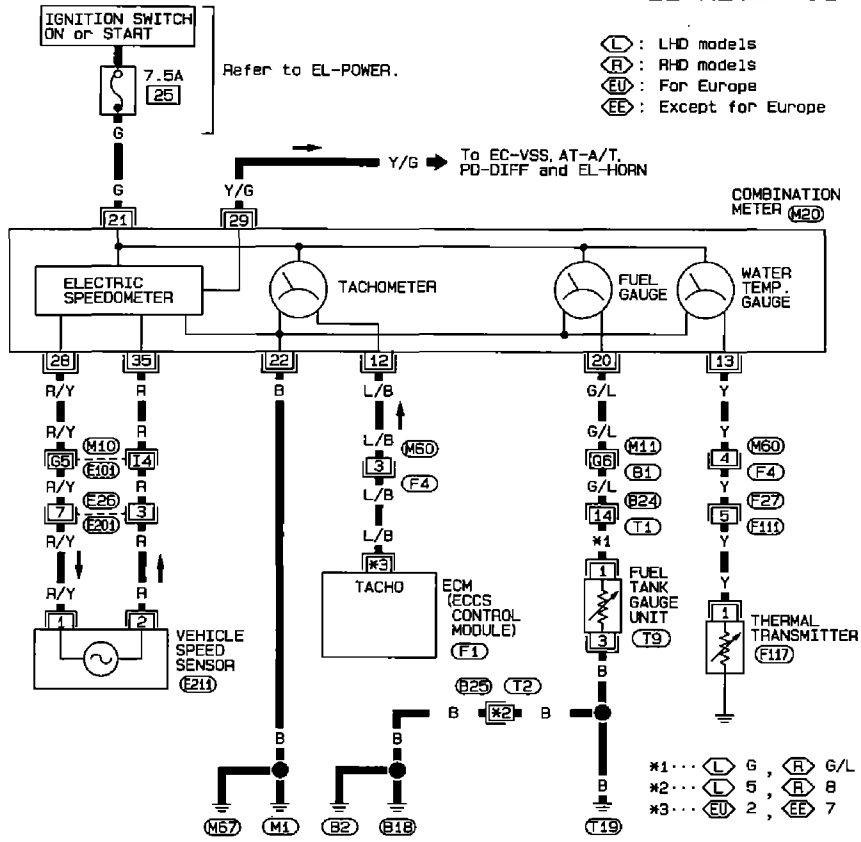 IGNITION SWITCH
ON or START
7.5A
25
Refer to EL-POWER.
L : LHD models
R : RHD models
EU : For Europe
EE : Except for Europe
G
G
Y/G
Y/G
To EC-VSS, AT-A/T,
PD-DIFF and EL-HORN
COMBINATION
METER M20
21
29
ELECTRIC
SPEEDOMETER
TACHOMETER
FUEL
GAUGE
WATER
TEMP.
GAUGE
28
35
22
12
20
13
R/Y
R
B
L/B
G/L
Y
R/Y
R
L/B
G/L
Y
G5
M10
E101
I4
3
M60
F4
G6
M11
B1
4
M60
F4
R/Y
R
L/B
G/L
Y
7
E26
E201
3
14
B24
T1
5
F27
F111
R/Y
R
L/B
*1
Y
R/Y
R
*3
1
Y
1
2
TACHO
ECM
(ECCS
CONTROL
MODULE)
F1
FUEL
TANK
GAUGE
UNIT
T9
3
1
THERMAL
TRANSMITTER
F117
VEHICLE
SPEED
SENSOR
E211
B
B25
T2
B
*2
B
B
B
B
M67
M1
B2
B18
T19
*1··· L G , R G/L
*2··· L 5 , R 8
*3··· EU 2 , EE 7